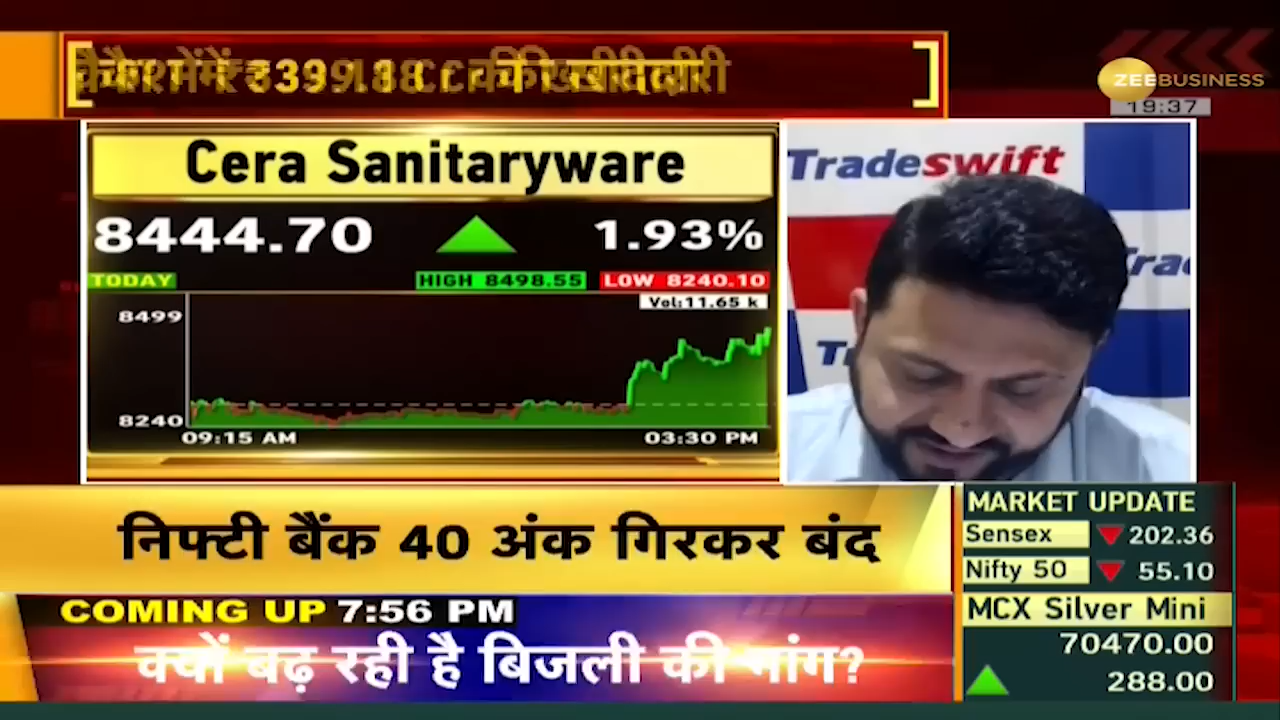 ZEEBUSINESS
19:37
Cera Sanitaryware
8444.70 1.93%
TODAY HIGH 8498.55 LOW 8240.10
Vol:11.65 k
8499
8240
09:15 AM 03:30 PM
Tradeswift
निफ्टी बैंक 40 अंक गिरकर बंद
COMING UP 7:56 PM
क्यों बढ़ रही है बिजली की मांग?
MARKET UPDATE
Sensex 202.36
Nifty 50 55.10
MCX Silver Mini
70470.00
288.00